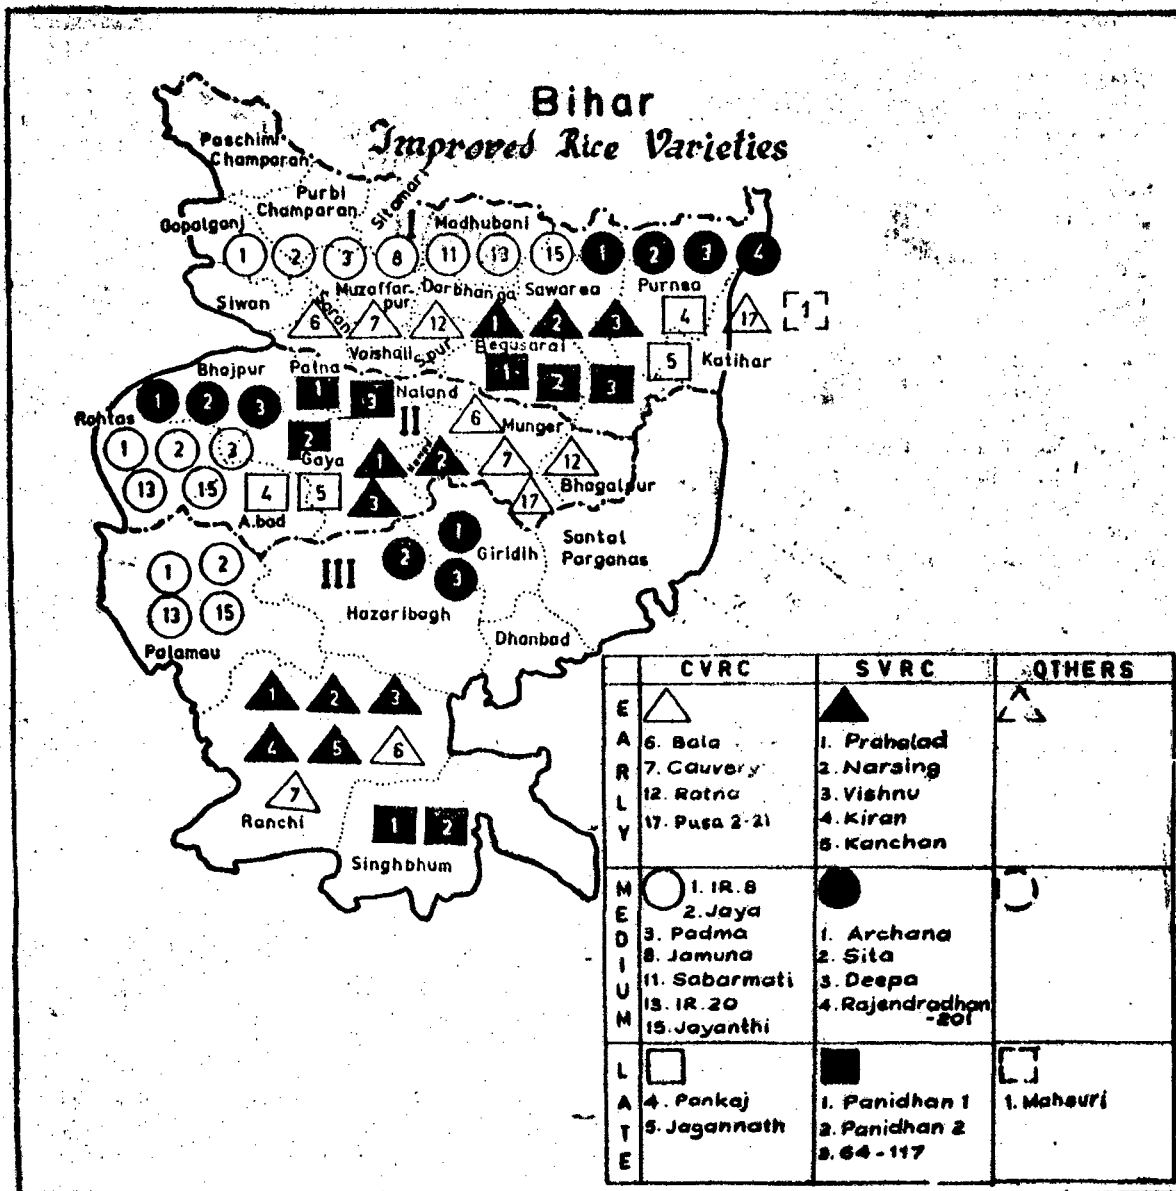 Bihar
Improved Rice Varieties
Paschimi
Champaran
Purbi
Champaran
Sitamari
Gopalganj
I
Madhubani
1 2 3 8 11 13 15 1 2 3 4
Siwan
Saran
Muzaffar-
pur
Darbhanga
Sawarsa
Purnea
6 7 12 1 2 3 4 17 1
Vaishali
S.pur
Begusarai
5
Katihar
Bhojpur
Patna
1 2 3
1 2 3
1 3
Naland
Rohtas
II
6
Munger
1 2 3
2
Gaya
1 2
7 12
13 15
4 5
3
17
Bhagalpur
A.bad
1 2
III
2 1 3
Giridih
Santal
Parganas
13 15
Hazaribagh
Dhanbad
Palamau
1 2 3
4 5 6
7
Ranchi
1 2
Singhbhum
CVRC SVRC OTHERS
EARLY
6. Bala
7. Cauvery
12. Ratna
17. Pusa 2-21
1. Prahalad
2. Narsing
3. Vishnu
4. Kiran
5. Kanchan
MEDIUM
1. IR.8
2. Jaya
3. Padma
8. Jamuna
11. Sabarmati
13. IR.20
15. Jayanthi
1. Archana
2. Sita
3. Deepa
4. Rajendradhan
-201
LATE
4. Pankaj
5. Jagannath
1. Panidhan 1
2. Panidhan 2
3. 64-117
1. Mahsuri